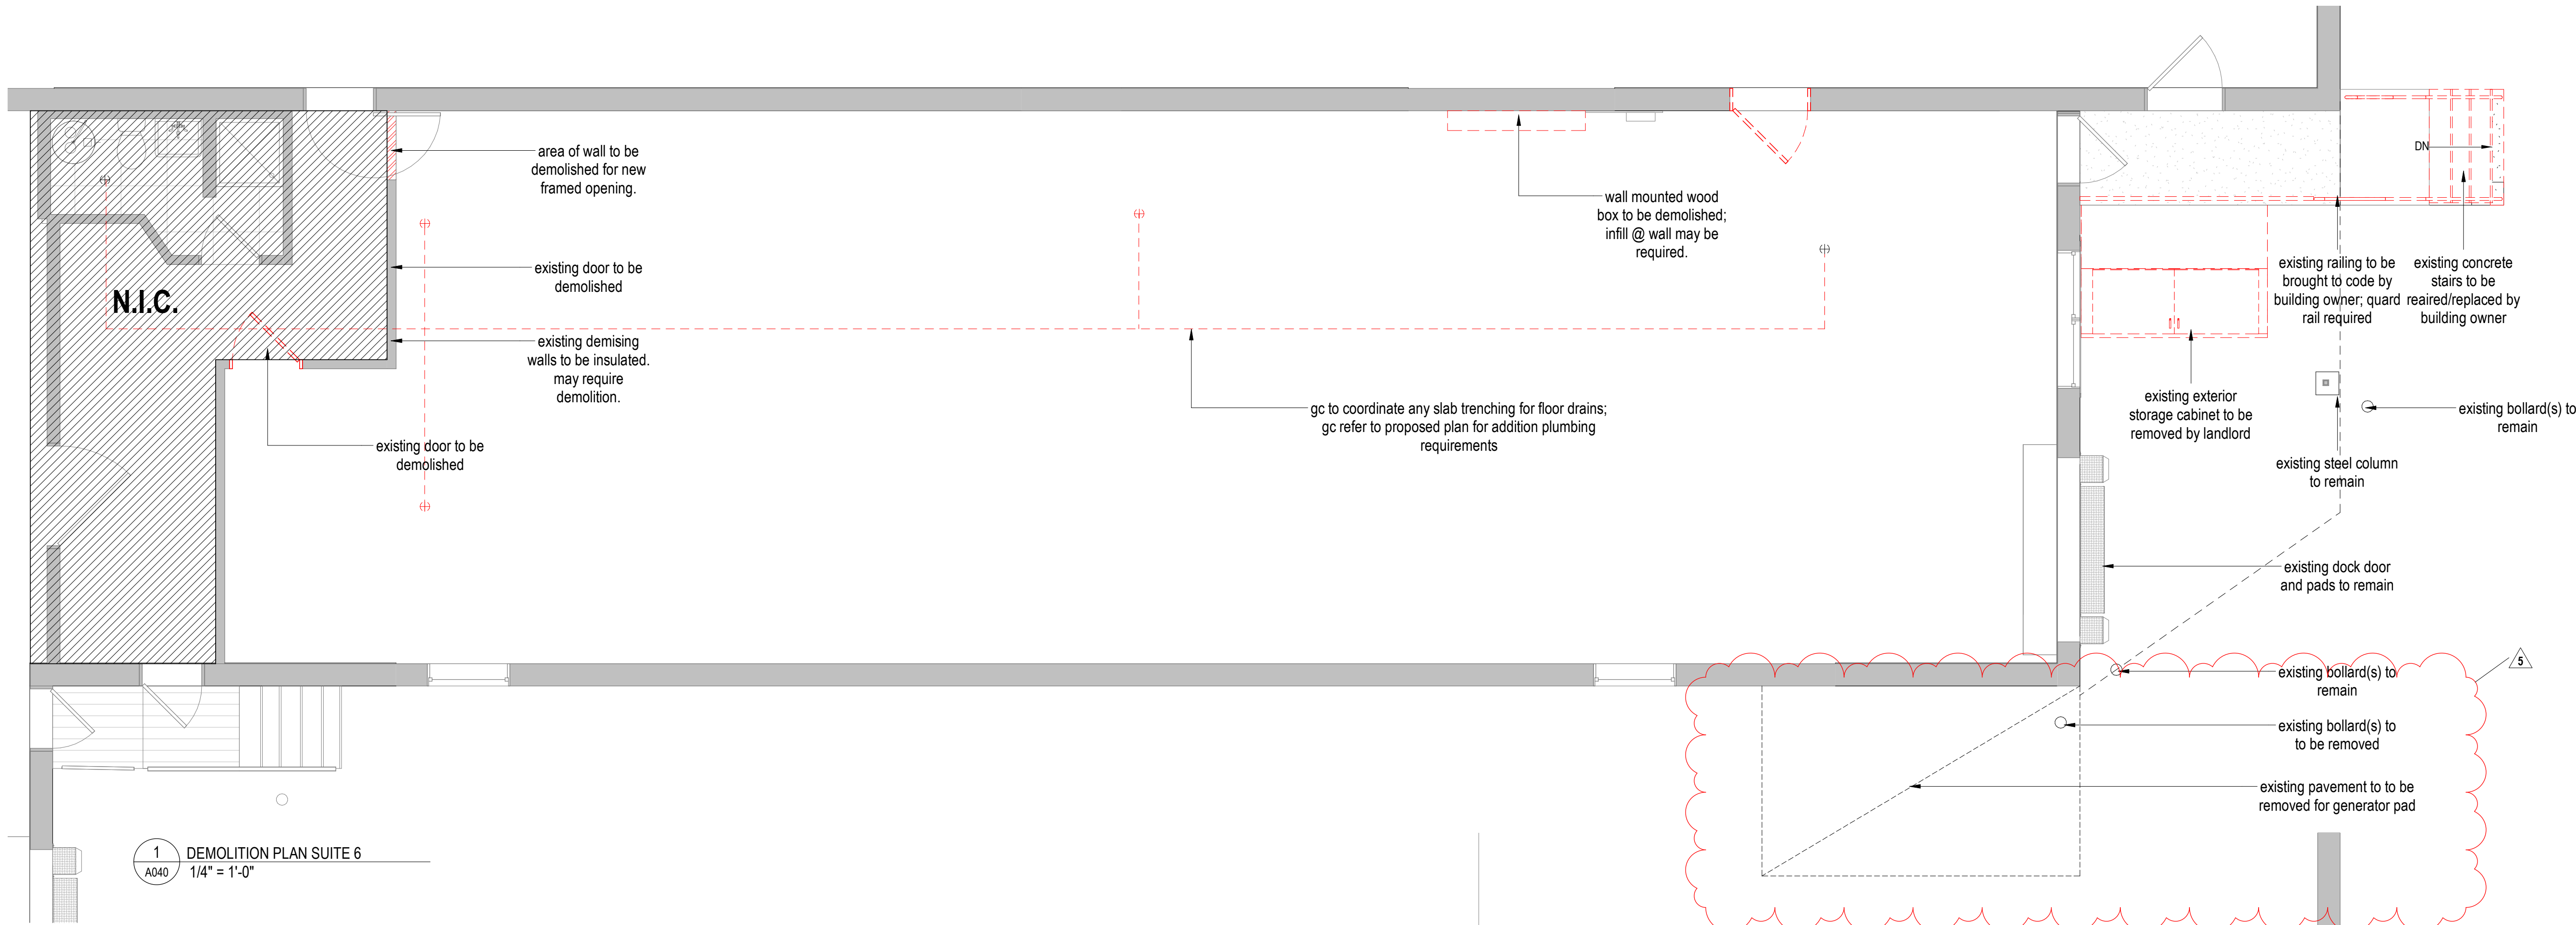 area of wall to be
demolished for new
framed opening.
existing door to be
demolished
existing demising
walls to be insulated.
may require
demolition.
existing door to be
demolished
N.I.C.
wall mounted wood
box to be demolished;
infill @ wall may be
required.
gc to coordinate any slab trenching for floor drains;
gc refer to proposed plan for addition plumbing
requirements
DN
existing railing to be
brought to code by
building owner; quard
rail required
existing concrete
stairs to be
reaired/replaced by
building owner
existing exterior
storage cabinet to be
removed by landlord
existing bollard(s) to
remain
existing steel column
to remain
existing dock door
and pads to remain
5
existing bollard(s) to
remain
existing bollard(s) to
to be removed
existing pavement to to be
removed for generator pad
1
A040
DEMOLITION PLAN SUITE 6
1/4" = 1'-0"